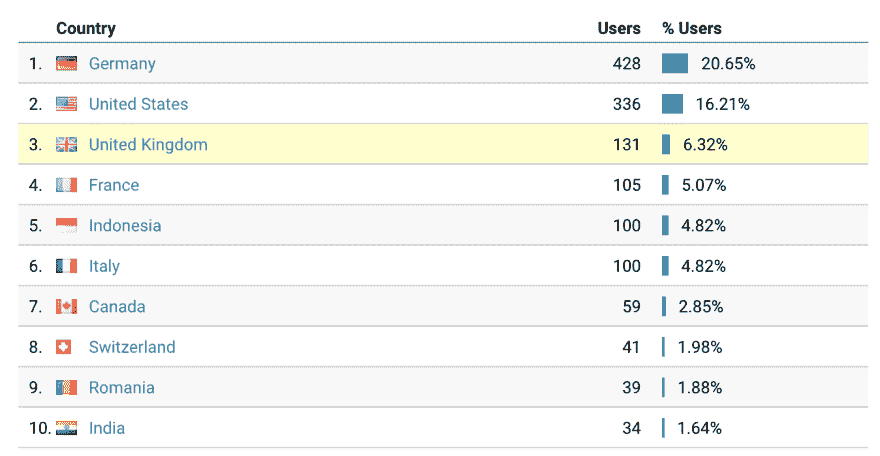 Country Users % Users
1. Germany 428 20.65%
2. United States 336 16.21%
3. United Kingdom 131 6.32%
4. France 105 5.07%
5. Indonesia 100 4.82%
6. Italy 100 4.82%
7. Canada 59 2.85%
8. Switzerland 41 1.98%
9. Romania 39 1.88%
10. India 34 1.64%